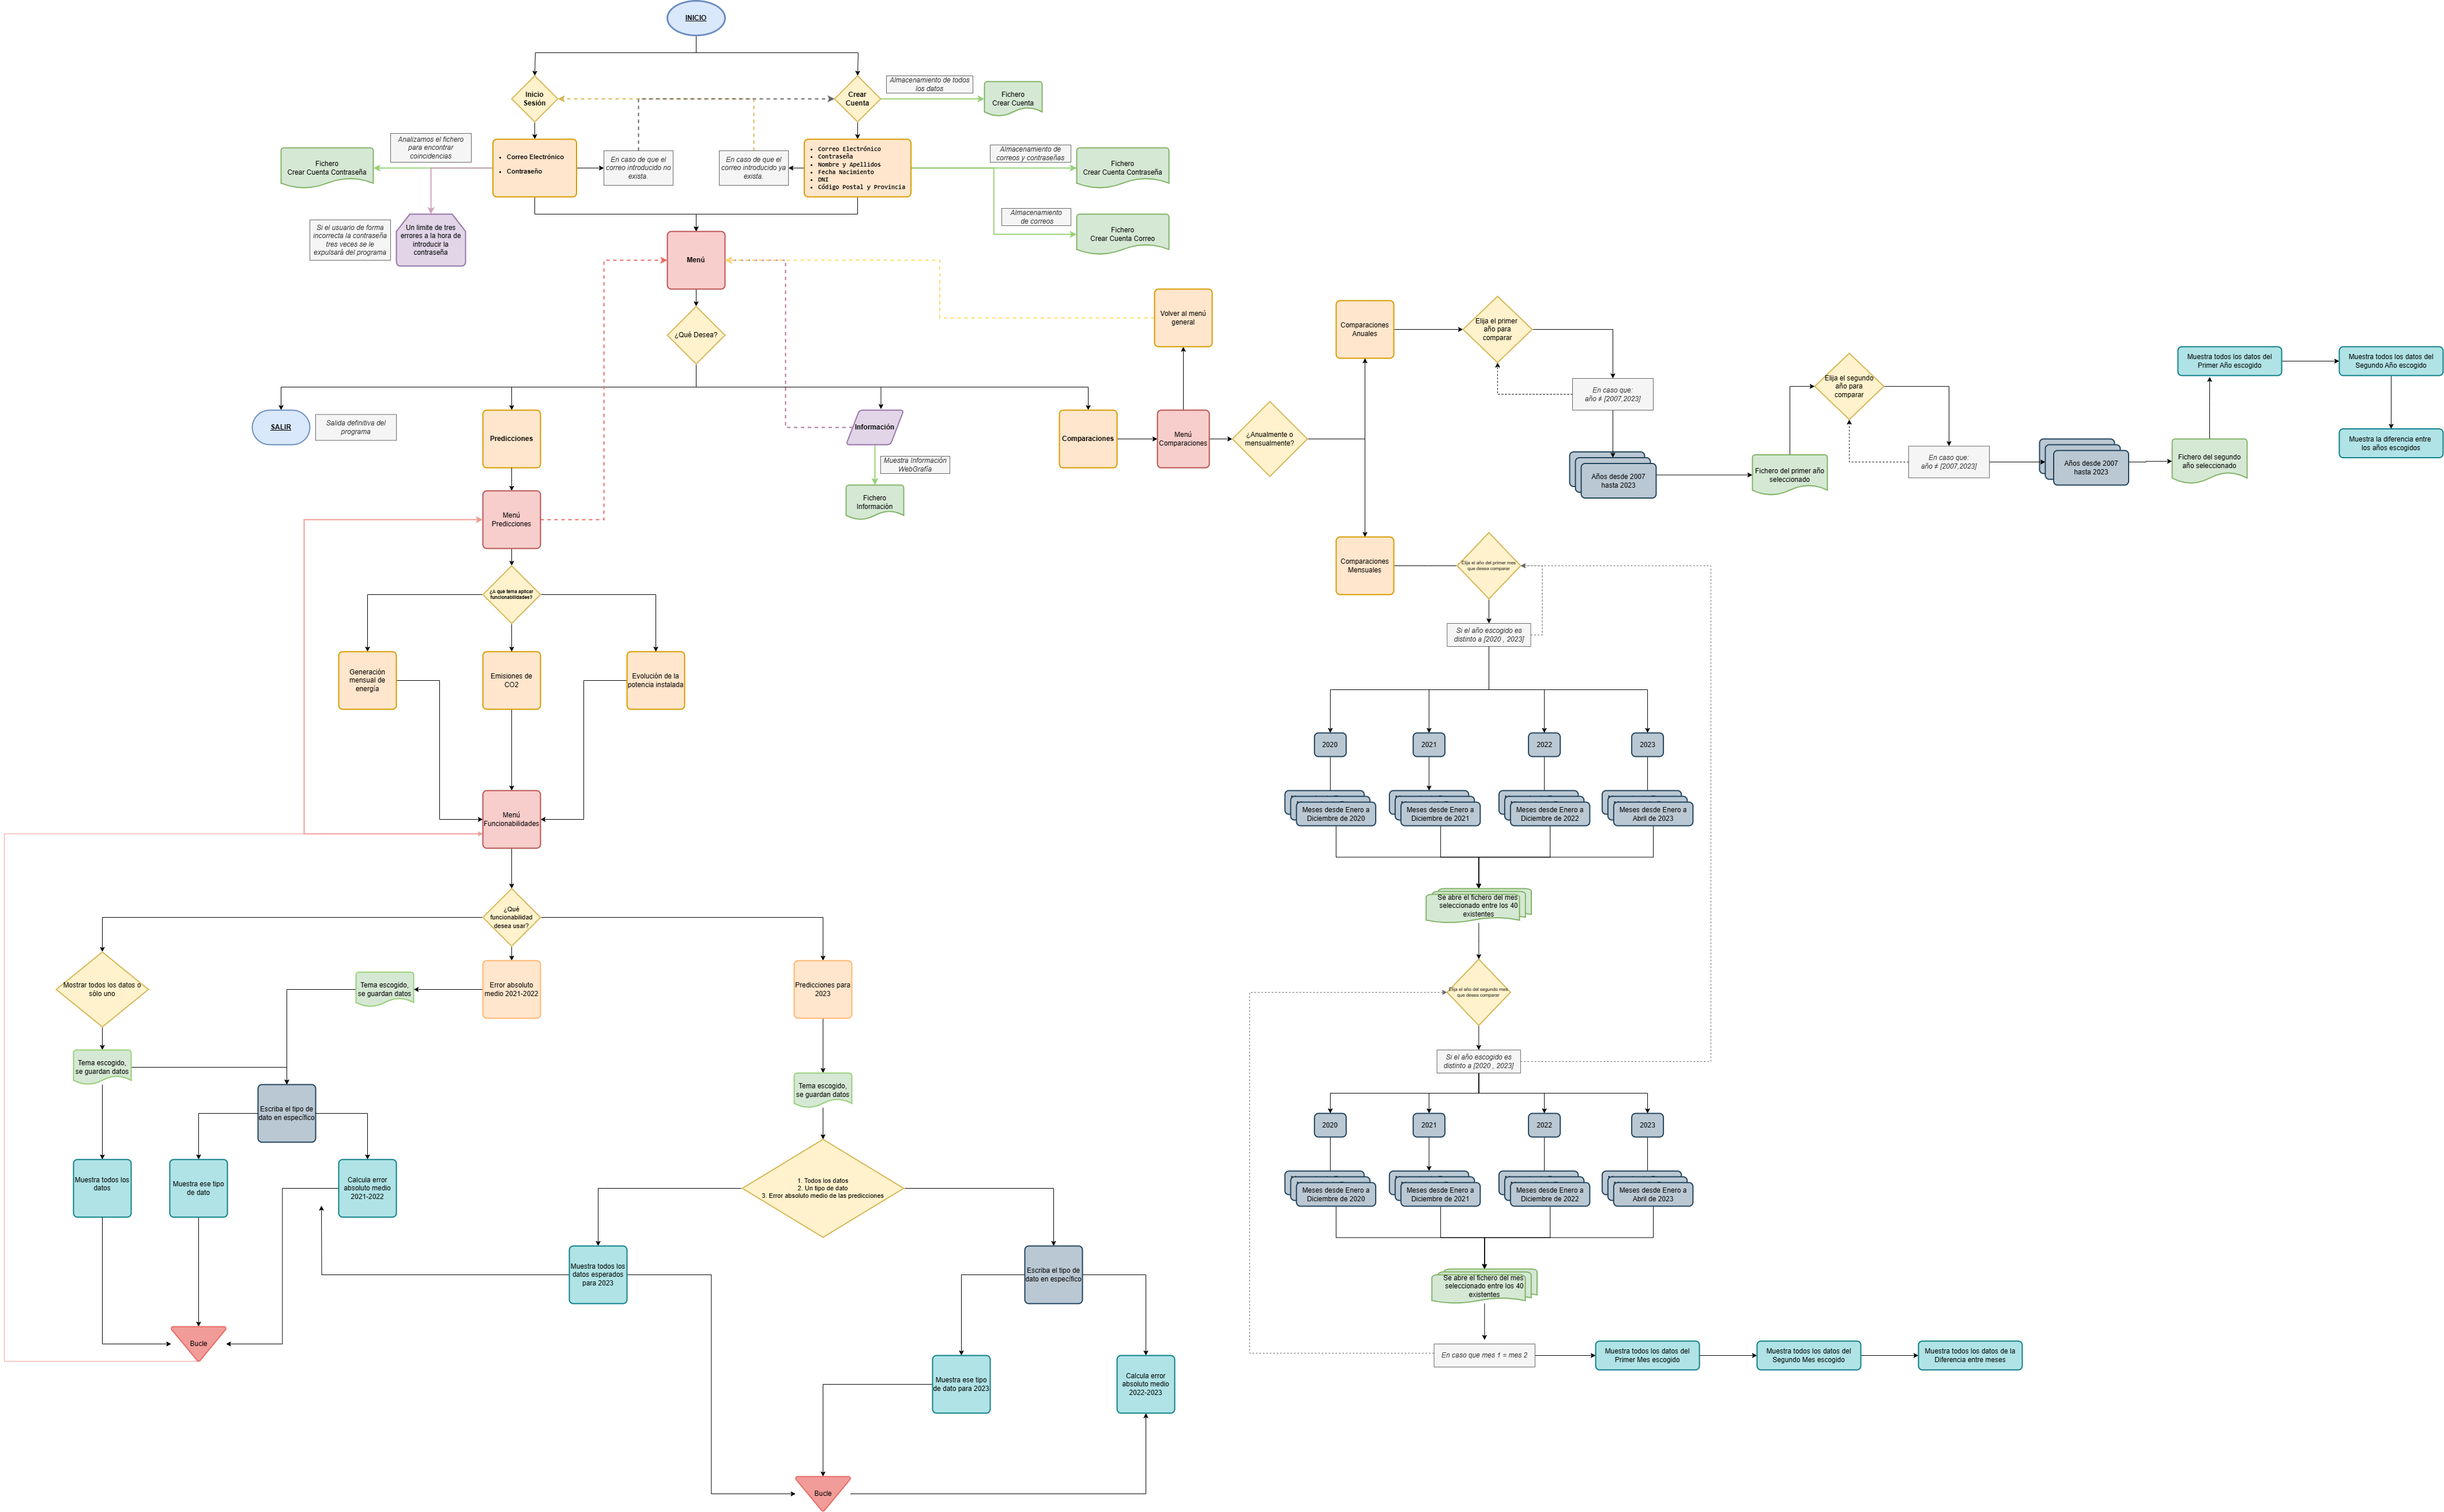 INICIO
Inicio
Sesión
Crear
Cuenta
Almacenamiento de todos
los datos
Fichero
Crear Cuenta
Analizamos el fichero
para encontrar
coincidencias
Fichero
Crear Cuenta Contraseña
• Correo Electrónico
• Contraseño
En caso de que el
correo introducido no
exista.
En caso de que el
correo introducido ya
exista.
• Correo Electrónico
• Contraseña
• Nombre y Apellidos
• Fecha Nacimiento
• DNI
• Código Postal y Provincia
Almacenamiento de
correos y contraseñas
Fichero
Crear Cuenta Contraseña
Almacenamiento
de correos
Fichero
Crear Cuenta Correo
Si el usuario de forma
incorrecta la contraseña
tres veces se le
expulsará del programa
Un limite de tres
errores a la hora de
introducir la
contraseña
Menú
¿Qué Desea?
Volver al menú
general
SALIR
Salida definitiva del
programa
Predicciones
Información
Muestra Información
WebGrafía
Fichero
Información
Comparaciones
Menú
Comparaciones
¿Anualmente o
mensualmente?
Comparaciones
Anuales
Elija el primer
año para
comparar
En caso que:
año ≠ [2007,2023]
Años desde 2007
hasta 2023
Fichero del primer año
seleccionado
Elija el segundo
año para
comparar
En caso que:
año ≠ [2007,2023]
Años desde 2007
hasta 2023
Fichero del segundo
año seleccionado
Muestra todos los datos del
Primer Año escogido
Muestra todos los datos del
Segundo Año escogido
Muestra la diferencia entre
los años escogidos
Menú
Predicciones
¿A qué tema aplicar
funcionabilidades?
Generación
mensual de
energía
Emisiones de
CO2
Evolución de la
potencia instalada
Menú
Funcionabilidades
¿Qué
funcionabilidad
desea usar?
Mostrar todos los datos o
sólo uno
Tema escogido,
se guardan datos
Error absoluto
medio 2021-2022
Predicciones para
2023
Tema escogido,
se guardan datos
Tema escogido,
se guardan datos
Escriba el tipo de
dato en específico
Muestra todos los
datos
Muestra ese tipo
de dato
Calcula error
absoluto medio
2021-2022
Bucle
1. Todos los datos
2. Un tipo de dato
3. Error absoluto medio de las predicciones
Muestra todos los
datos esperados
para 2023
Escriba el tipo de
dato en específico
Muestra ese tipo
de dato para 2023
Calcula error
absoluto medio
2022-2023
Bucle
Comparaciones
Mensuales
Elija el año del primer mes
que desea comparar
Si el año escogido es
distinto a [2020 , 2023]
2020
2021
2022
2023
Meses desde Enero a
Diciembre de 2020
Meses desde Enero a
Diciembre de 2021
Meses desde Enero a
Diciembre de 2022
Meses desde Enero a
Abril de 2023
Se abre el fichero del mes
seleccionado entre los 40
existentes
Elija el año del segundo mes
que desea comparar
Si el año escogido es
distinto a [2020 , 2023]
2020
2021
2022
2023
Meses desde Enero a
Diciembre de 2020
Meses desde Enero a
Diciembre de 2021
Meses desde Enero a
Diciembre de 2022
Meses desde Enero a
Abril de 2023
Se abre el fichero del mes
seleccionado entre los 40
existentes
En caso que mes 1 = mes 2
Muestra todos los datos del
Primer Mes escogido
Muestra todos los datos del
Segundo Mes escogido
Muestra todos los datos de la
Diferencia entre meses